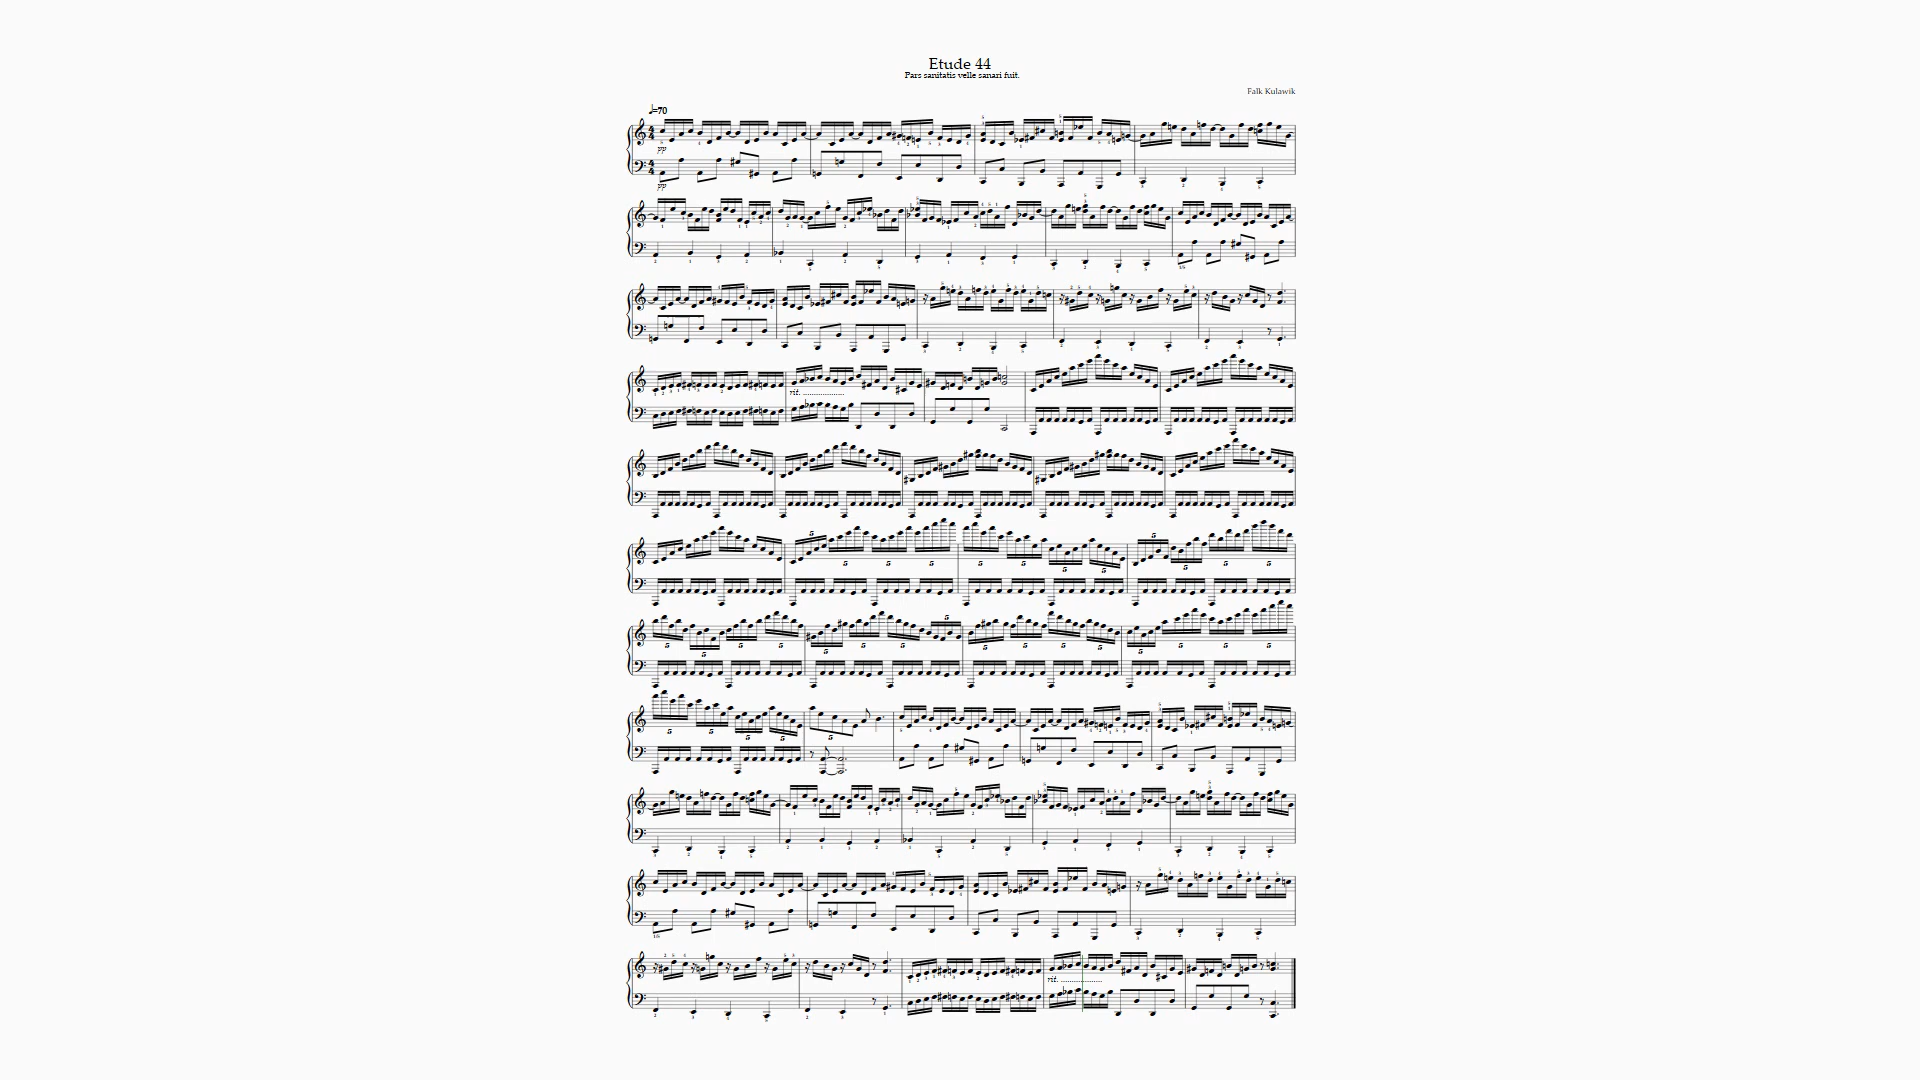 Etude 44
Pars sanitatis velle sanari fuit.
Falk Kulawik
♩=70
pp
pp
rit.
rit.